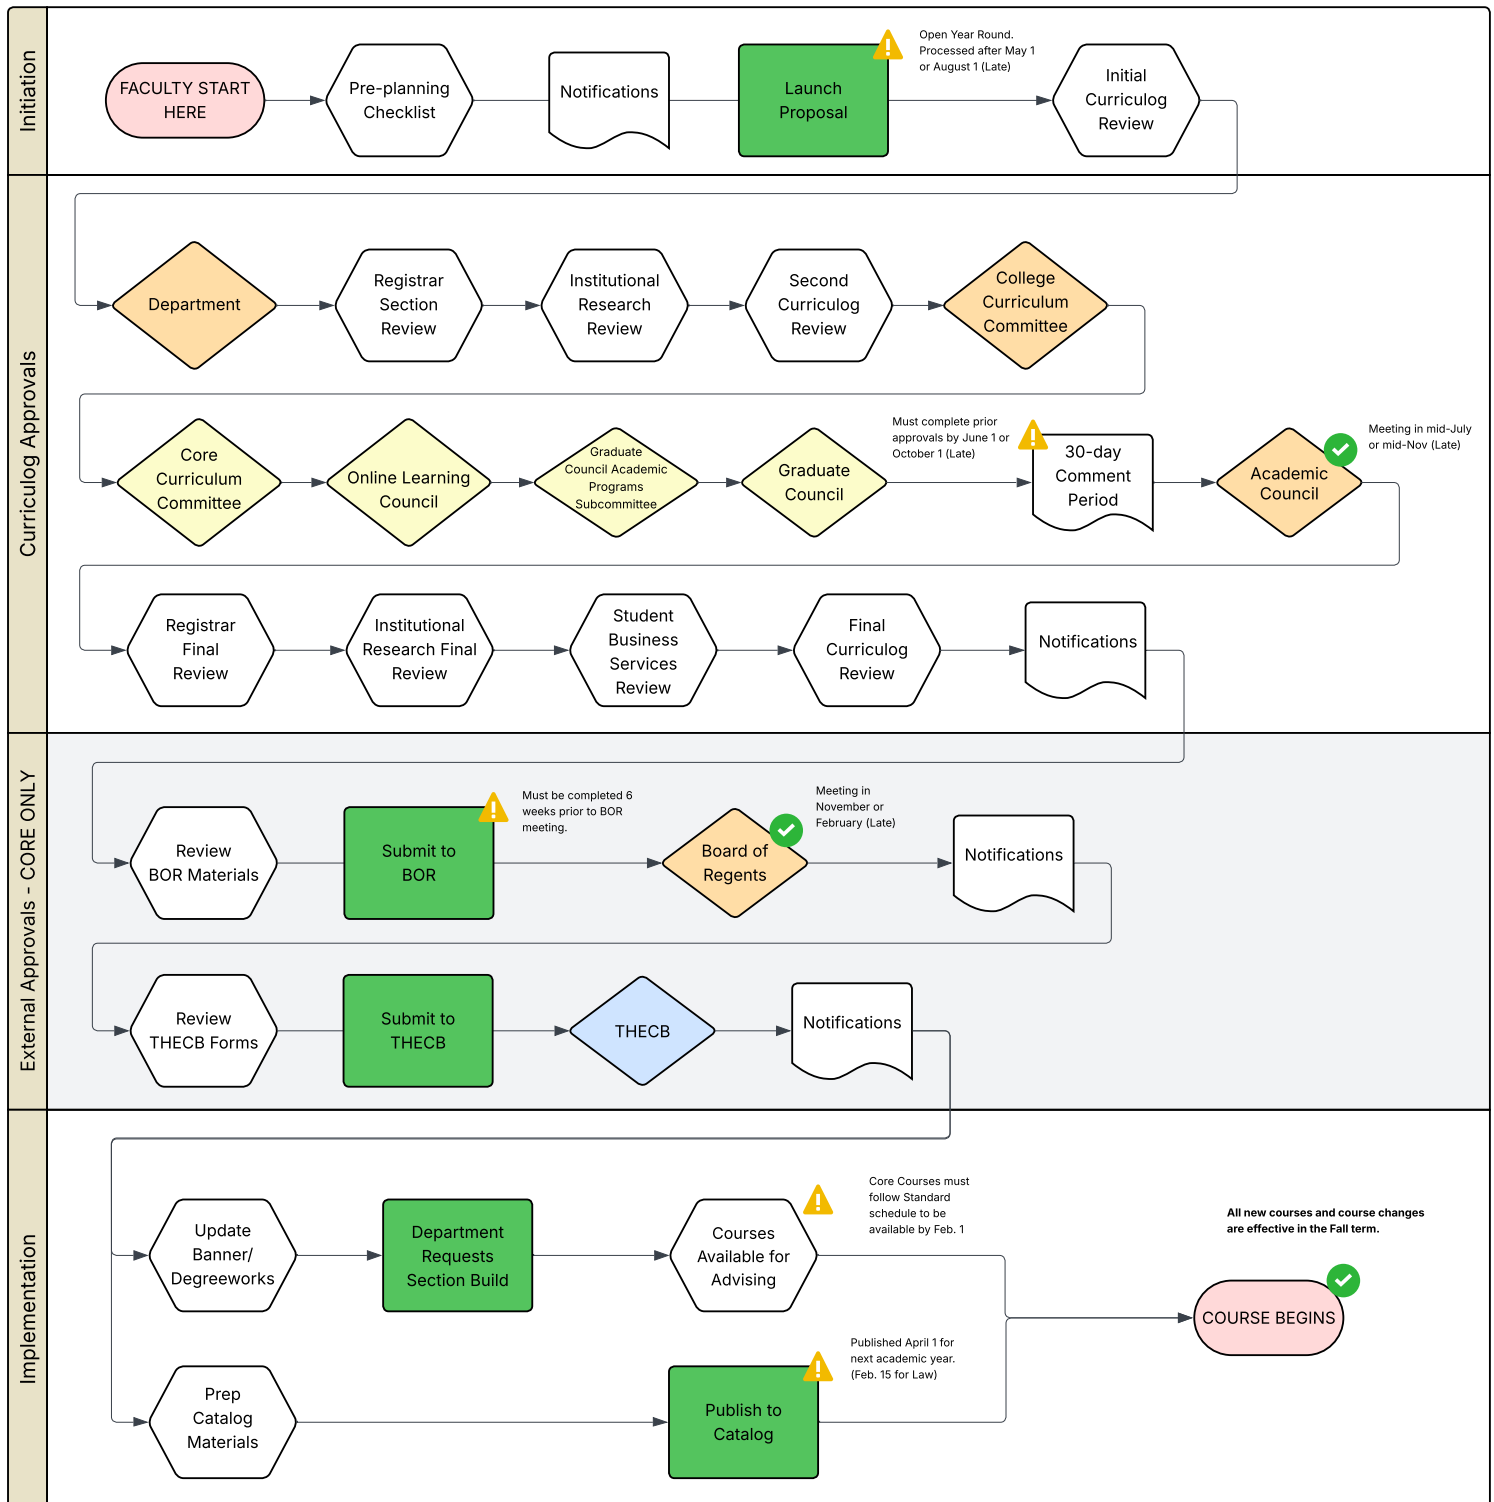 Initiation
FACULTY START
HERE
Pre-planning
Checklist
Notifications
Launch
Proposal
Open Year Round.
Processed after May 1
or August 1 (Late)
Initial
Curriculog
Review
Curriculog Approvals
Department
Registrar
Section
Review
Institutional
Research
Review
Second
Curriculog
Review
College
Curriculum
Committee
Core
Curriculum
Committee
Online Learning
Council
Graduate
Council Academic
Programs
Subcommittee
Graduate
Council
Must complete prior
approvals by June 1 or
October 1 (Late)
30-day
Comment
Period
Academic
Council
Meeting in mid-July
or mid-Nov (Late)
Registrar
Final
Review
Institutional
Research Final
Review
Student
Business
Services
Review
Final
Curriculog
Review
Notifications
External Approvals - CORE ONLY
Review
BOR Materials
Submit to
BOR
Must be completed 6
weeks prior to BOR
meeting.
Board of
Regents
Meeting in
November or
February (Late)
Notifications
Review
THECB Forms
Submit to
THECB
THECB
Notifications
Implementation
Update
Banner/
Degreeworks
Department
Requests
Section Build
Courses
Available for
Advising
Core Courses must
follow Standard
schedule to be
available by Feb. 1
All new courses and course changes
are effective in the Fall term.
COURSE BEGINS
Prep
Catalog
Materials
Publish to
Catalog
Published April 1 for
next academic year.
(Feb. 15 for Law)